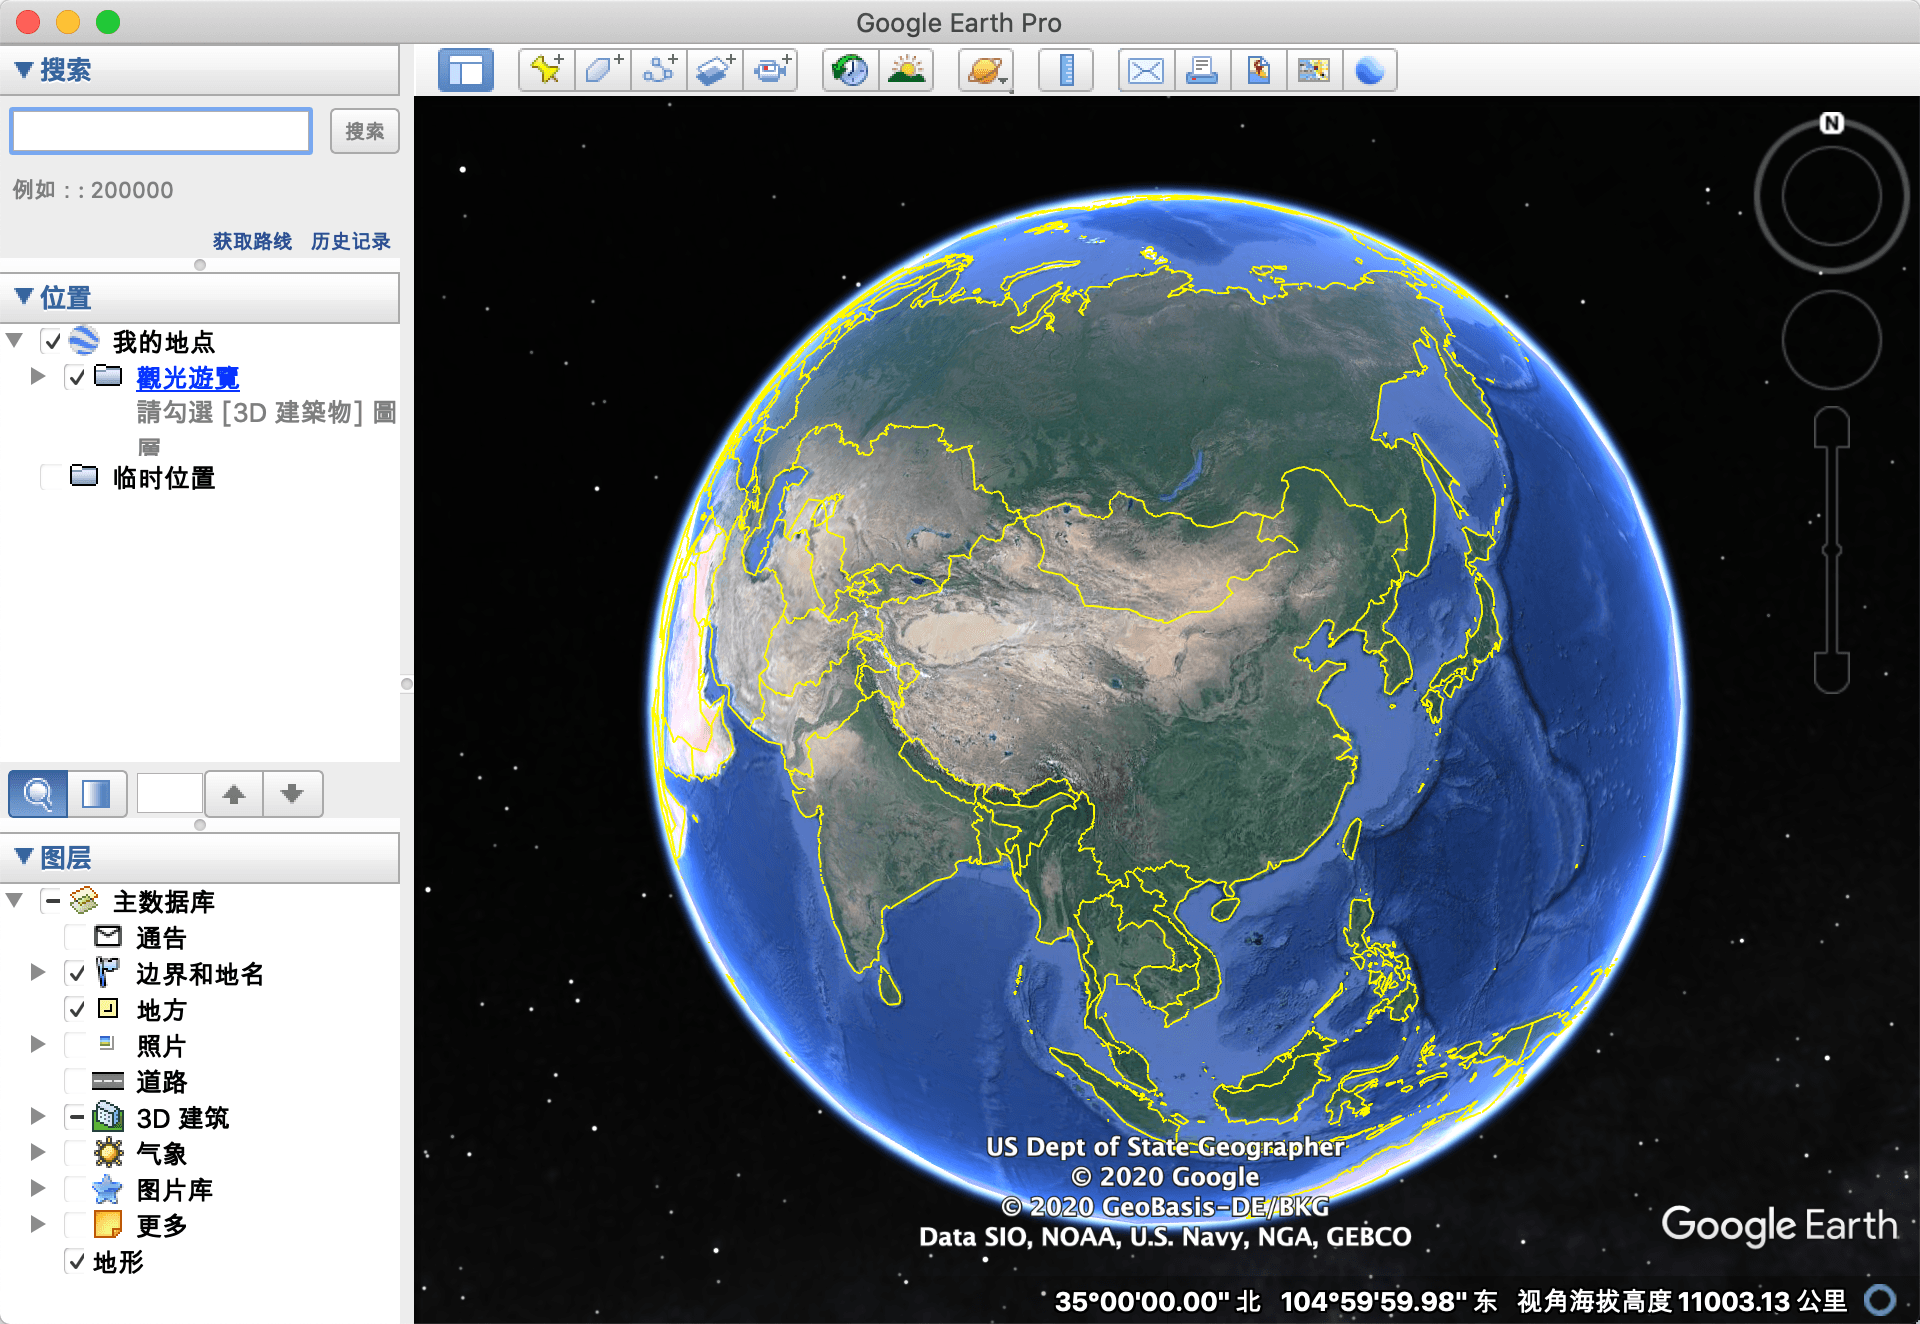 Google Earth Pro
搜索
搜索
例如：: 200000
获取路线 历史记录
位置
我的地点
觀光遊覽
請勾選 [3D 建築物] 圖
層
临时位置
图层
主数据库
通告
边界和地名
地方
照片
道路
3D 建筑
气象
图片库
更多
地形
N
US Dept of State Geographer
© 2020 Google
© 2020 GeoBasis-DE/BKG
Data SIO, NOAA, U.S. Navy, NGA, GEBCO
Google Earth
35°00'00.00" 北 104°59'59.98" 东 视角海拔高度 11003.13 公里